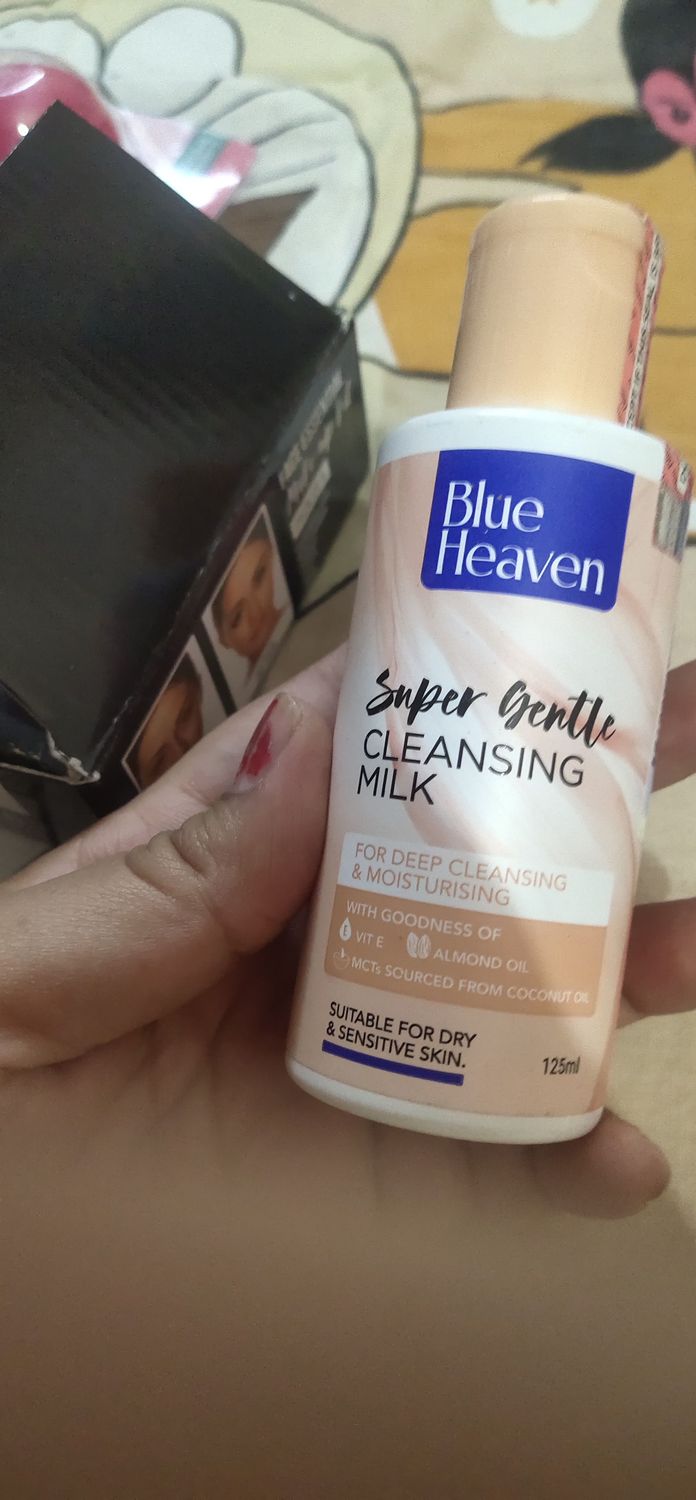 Blue
Heaven
Super Gentle
CLEANSING
MILK
FOR DEEP CLEANSING
& MOISTURISING
WITH GOODNESS OF
E VIT E ALMOND OIL
MCTs SOURCED FROM COCONUT OIL
SUITABLE FOR DRY
& SENSITIVE SKIN.
125ml